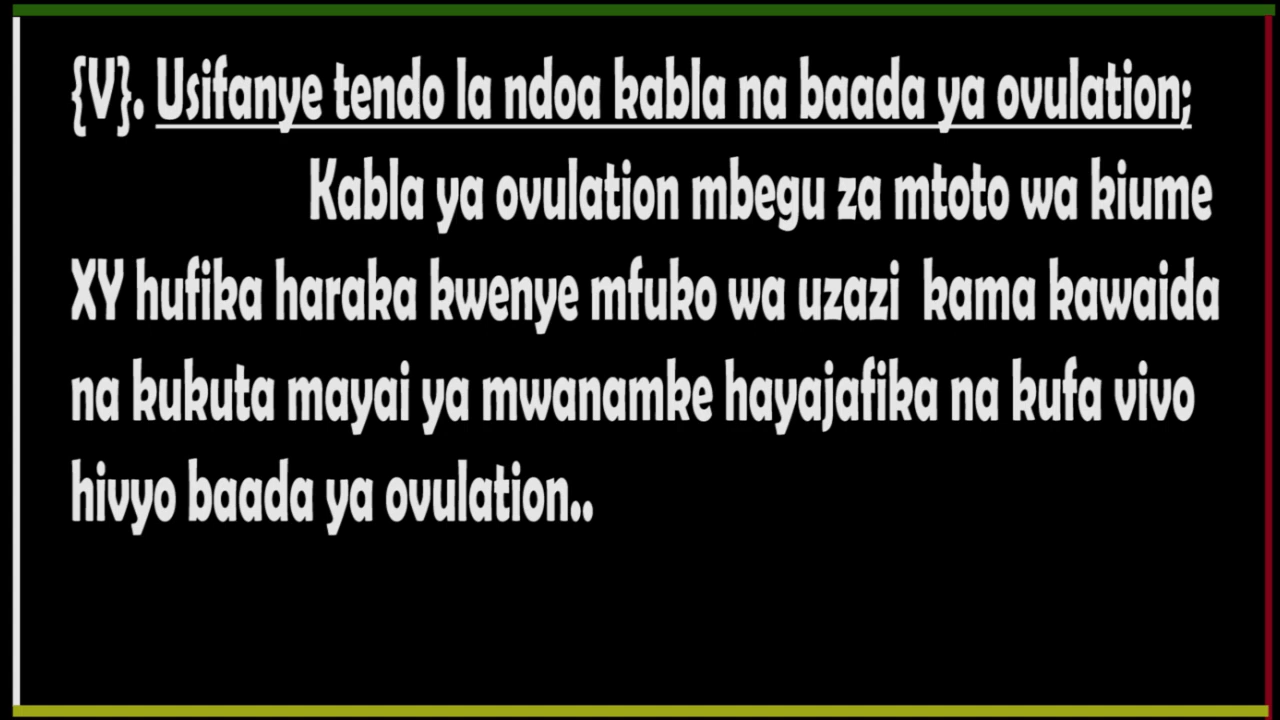 {V}. Usifanye tendo la ndoa kabla na baada ya ovulation;
Kabla ya ovulation mbegu za mtoto wa kiume
XY hufika haraka kwenye mfuko wa uzazi kama kawaida
na kukuta mayai ya mwanamke hayajafika na kufa vivo
hivyo baada ya ovulation..